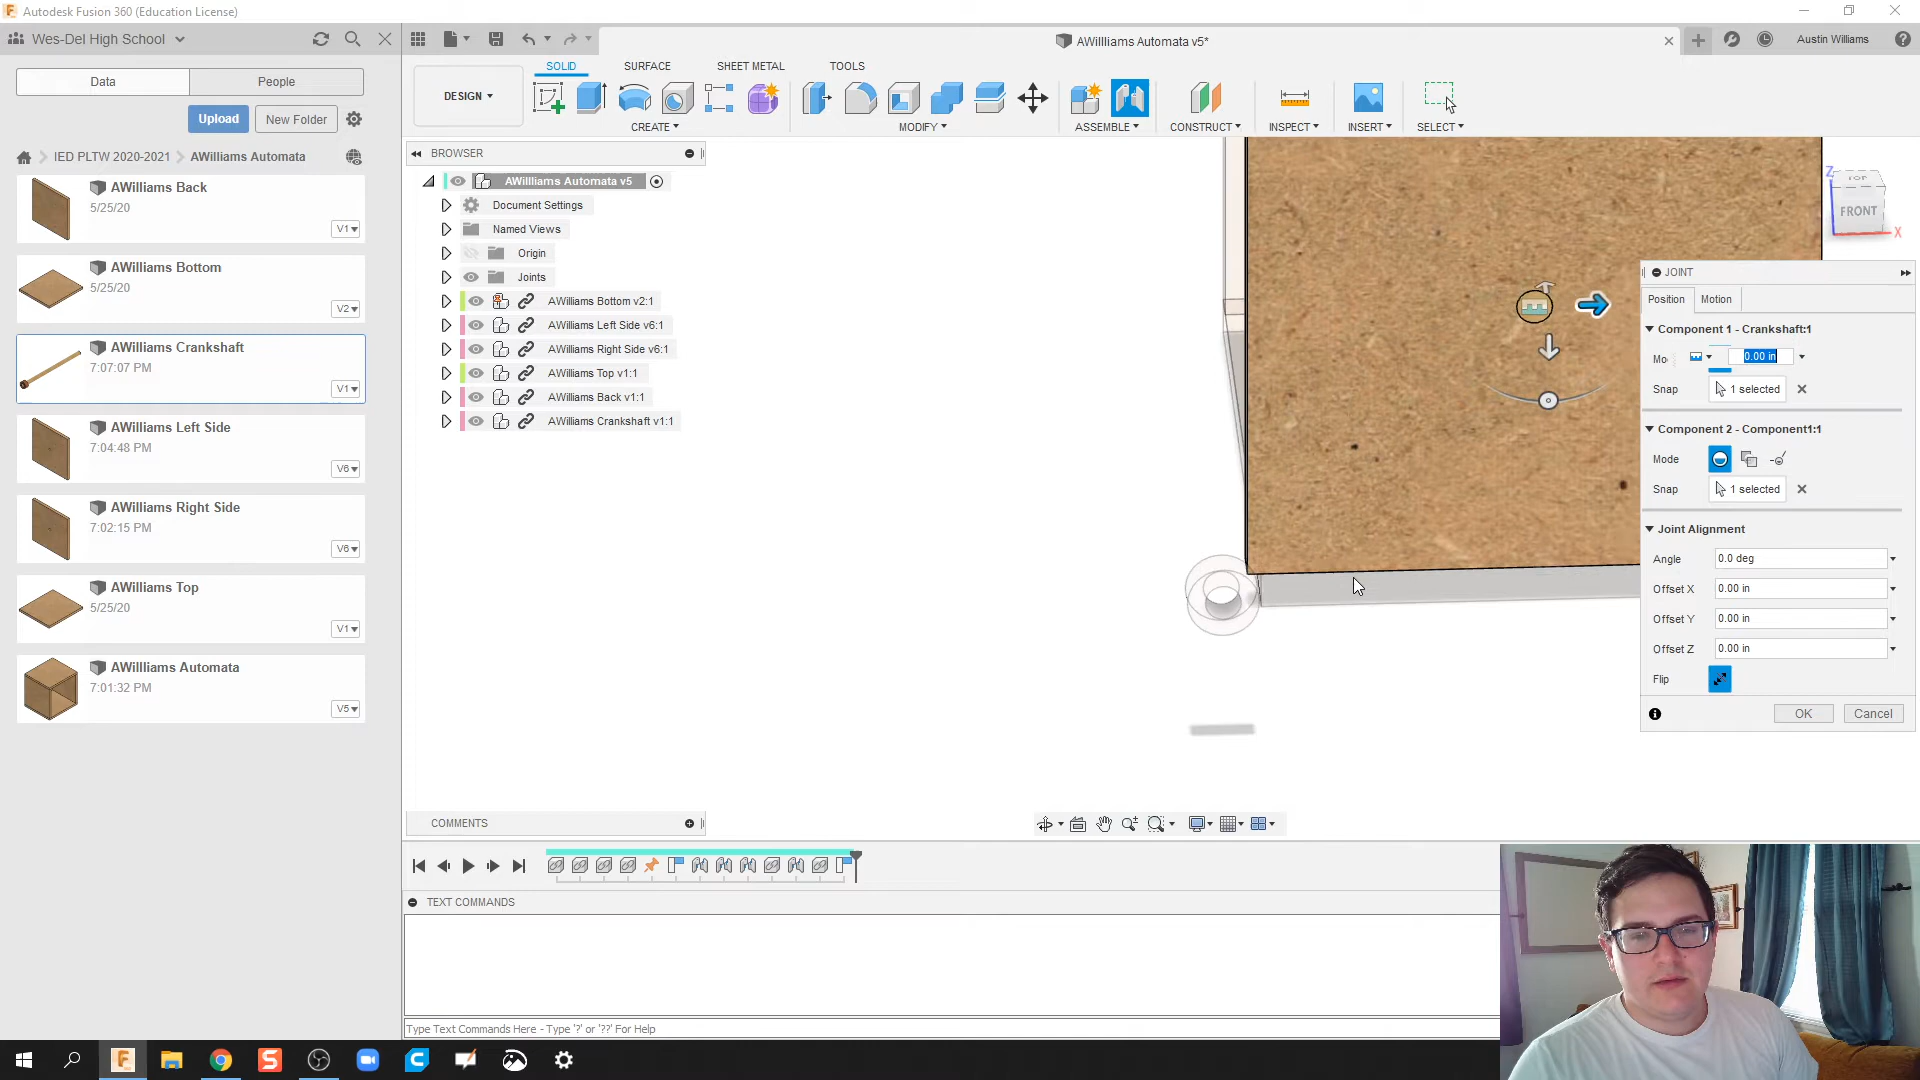 Autodesk Fusion 360 (Education License)
Wes-Del High School
AWillliams Automata v5*
Austin Williams
Data
People
Upload
New Folder
IED PLTW 2020-2021
AWilliams Automata
AWilliams Back
5/25/20
V1
AWilliams Bottom
5/25/20
V2
AWilliams Crankshaft
7:07:07 PM
V1
AWilliams Left Side
7:04:48 PM
V6
AWilliams Right Side
7:02:15 PM
V6
AWilliams Top
5/25/20
V1
AWillliams Automata
7:01:32 PM
V5
SOLID
SURFACE
SHEET METAL
TOOLS
DESIGN
CREATE
MODIFY
ASSEMBLE
CONSTRUCT
INSPECT
INSERT
SELECT
BROWSER
AWillliams Automata v5
Document Settings
Named Views
Origin
Joints
AWilliams Bottom v2:1
AWilliams Left Side v6:1
AWilliams Right Side v6:1
AWilliams Top v1:1
AWilliams Back v1:1
AWilliams Crankshaft v1:1
Z
TOP
FRONT
X
JOINT
Position
Motion
Component 1 - Crankshaft:1
Mo
0.00 in
Snap
1 selected
Component 2 - Component1:1
Mode
Snap
1 selected
Joint Alignment
Angle
0.0 deg
Offset X
0.00 in
Offset Y
0.00 in
Offset Z
0.00 in
Flip
OK
Cancel
COMMENTS
TEXT COMMANDS
Type Text Commands Here - Type '?' or '??' For Help